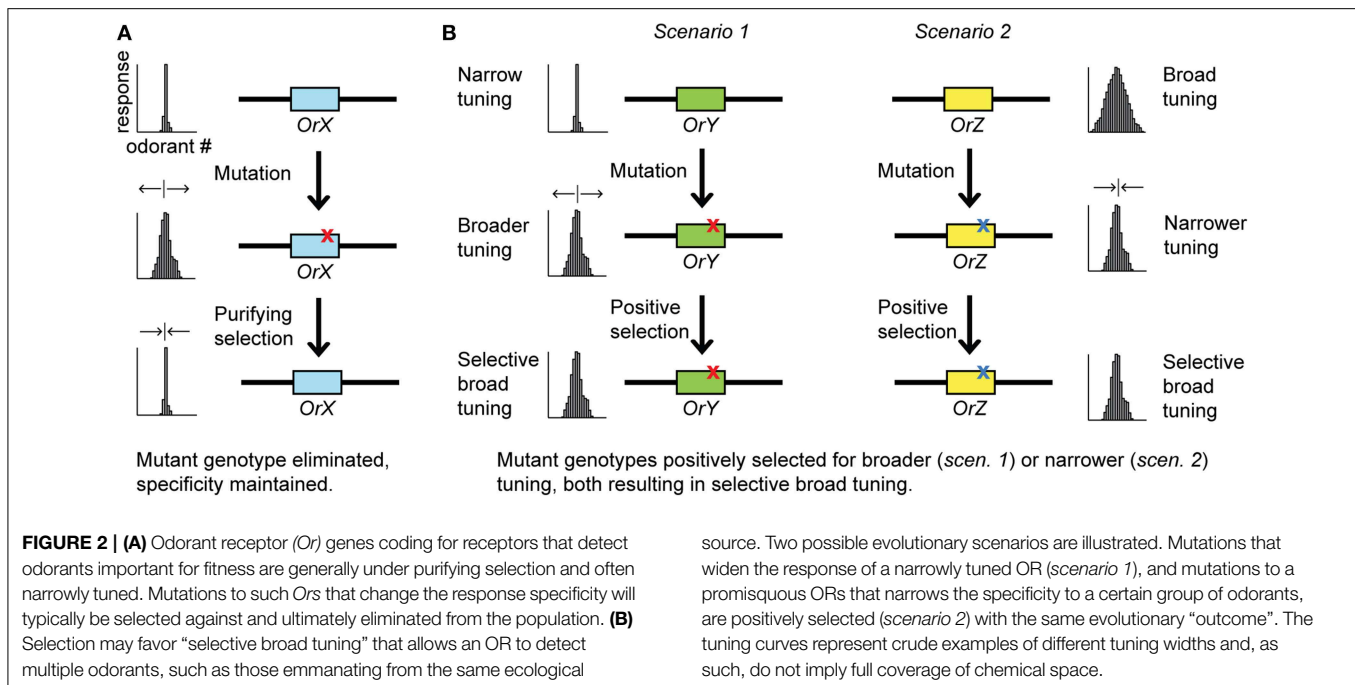 A
response
odorant #
OrX
Mutation
OrX
Purifying
selection
OrX
Mutant genotype eliminated,
specificity maintained.
B
Scenario 1
Scenario 2
Narrow
tuning
OrY
OrZ
Broad
tuning
Mutation
Mutation
Broader
tuning
OrY
OrZ
Narrower
tuning
Positive
selection
Positive
selection
Selective
broad
tuning
OrY
OrZ
Selective
broad
tuning
Mutant genotypes positively selected for broader (scen. 1) or narrower (scen. 2)
tuning, both resulting in selective broad tuning.
FIGURE 2 | (A) Odorant receptor (Or) genes coding for receptors that detect
odorants important for fitness are generally under purifying selection and often
narrowly tuned. Mutations to such Ors that change the response specificity will
typically be selected against and ultimately eliminated from the population. (B)
Selection may favor “selective broad tuning” that allows an OR to detect
multiple odorants, such as those emmanating from the same ecological
source. Two possible evolutionary scenarios are illustrated. Mutations that
widen the response of a narrowly tuned OR (scenario 1), and mutations to a
promisquous ORs that narrows the specificity to a certain group of odorants,
are positively selected (scenario 2) with the same evolutionary “outcome”. The
tuning curves represent crude examples of different tuning widths and, as
such, do not imply full coverage of chemical space.